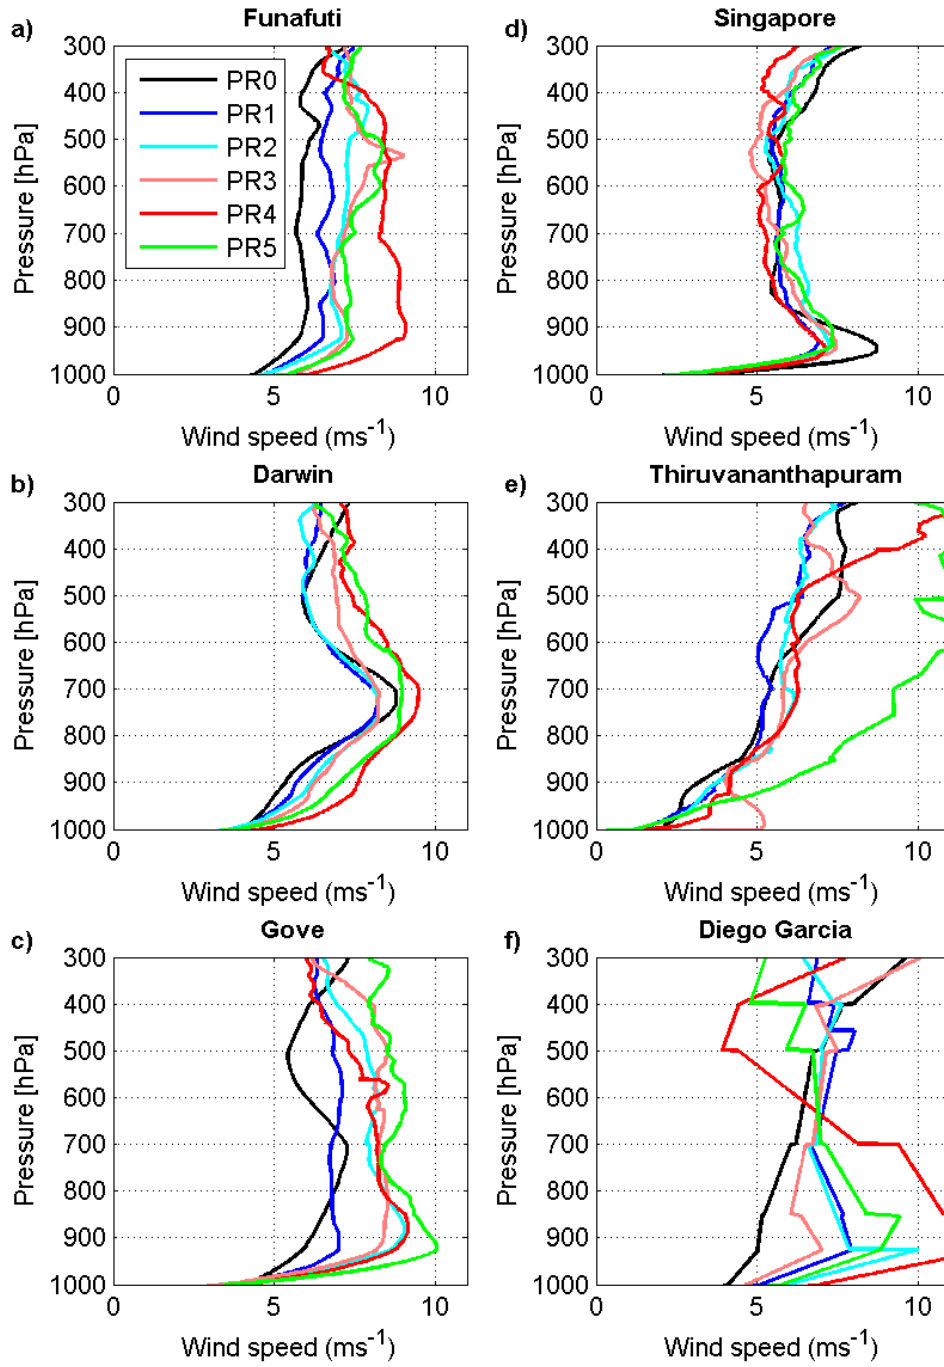 a)
Funafuti
300
400
500
600
700
800
900
1000
Pressure [hPa]
PR0
PR1
PR2
PR3
PR4
PR5
0
5
10
Wind speed (ms⁻¹)
d)
Singapore
300
400
500
600
700
800
900
1000
Pressure [hPa]
0
5
10
Wind speed (ms⁻¹)
b)
Darwin
300
400
500
600
700
800
900
1000
Pressure [hPa]
0
5
10
Wind speed (ms⁻¹)
e)
Thiruvananthapuram
300
400
500
600
700
800
900
1000
Pressure [hPa]
0
5
10
Wind speed (ms⁻¹)
c)
Gove
300
400
500
600
700
800
900
1000
Pressure [hPa]
0
5
10
Wind speed (ms⁻¹)
f)
Diego Garcia
300
400
500
600
700
800
900
1000
Pressure [hPa]
0
5
10
Wind speed (ms⁻¹)